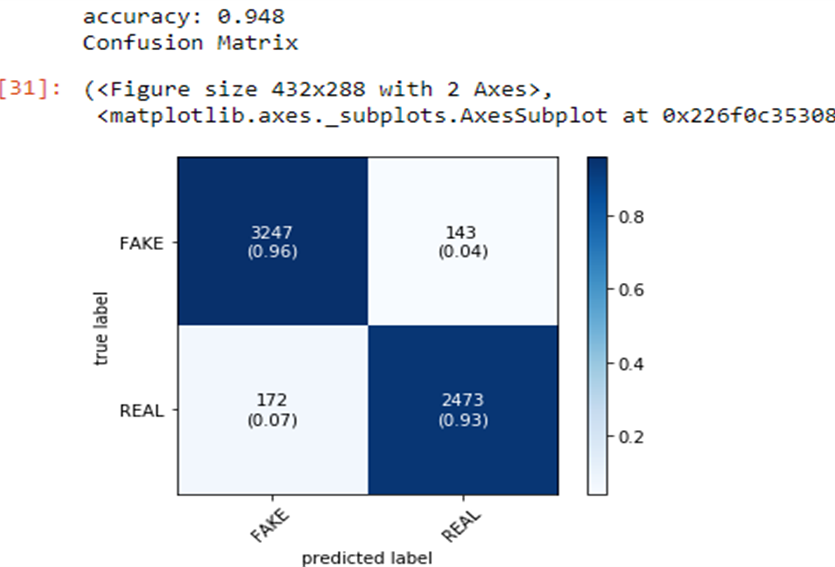 accuracy: 0.948
Confusion Matrix
[31]: (<Figure size 432x288 with 2 Axes>,
<matplotlib.axes._subplots.AxesSubplot at 0x226f0c35308
3247
(0.96)
143
(0.04)
FAKE
172
(0.07)
2473
(0.93)
REAL
true label
FAKE
REAL
predicted label
0.8
0.6
0.4
0.2